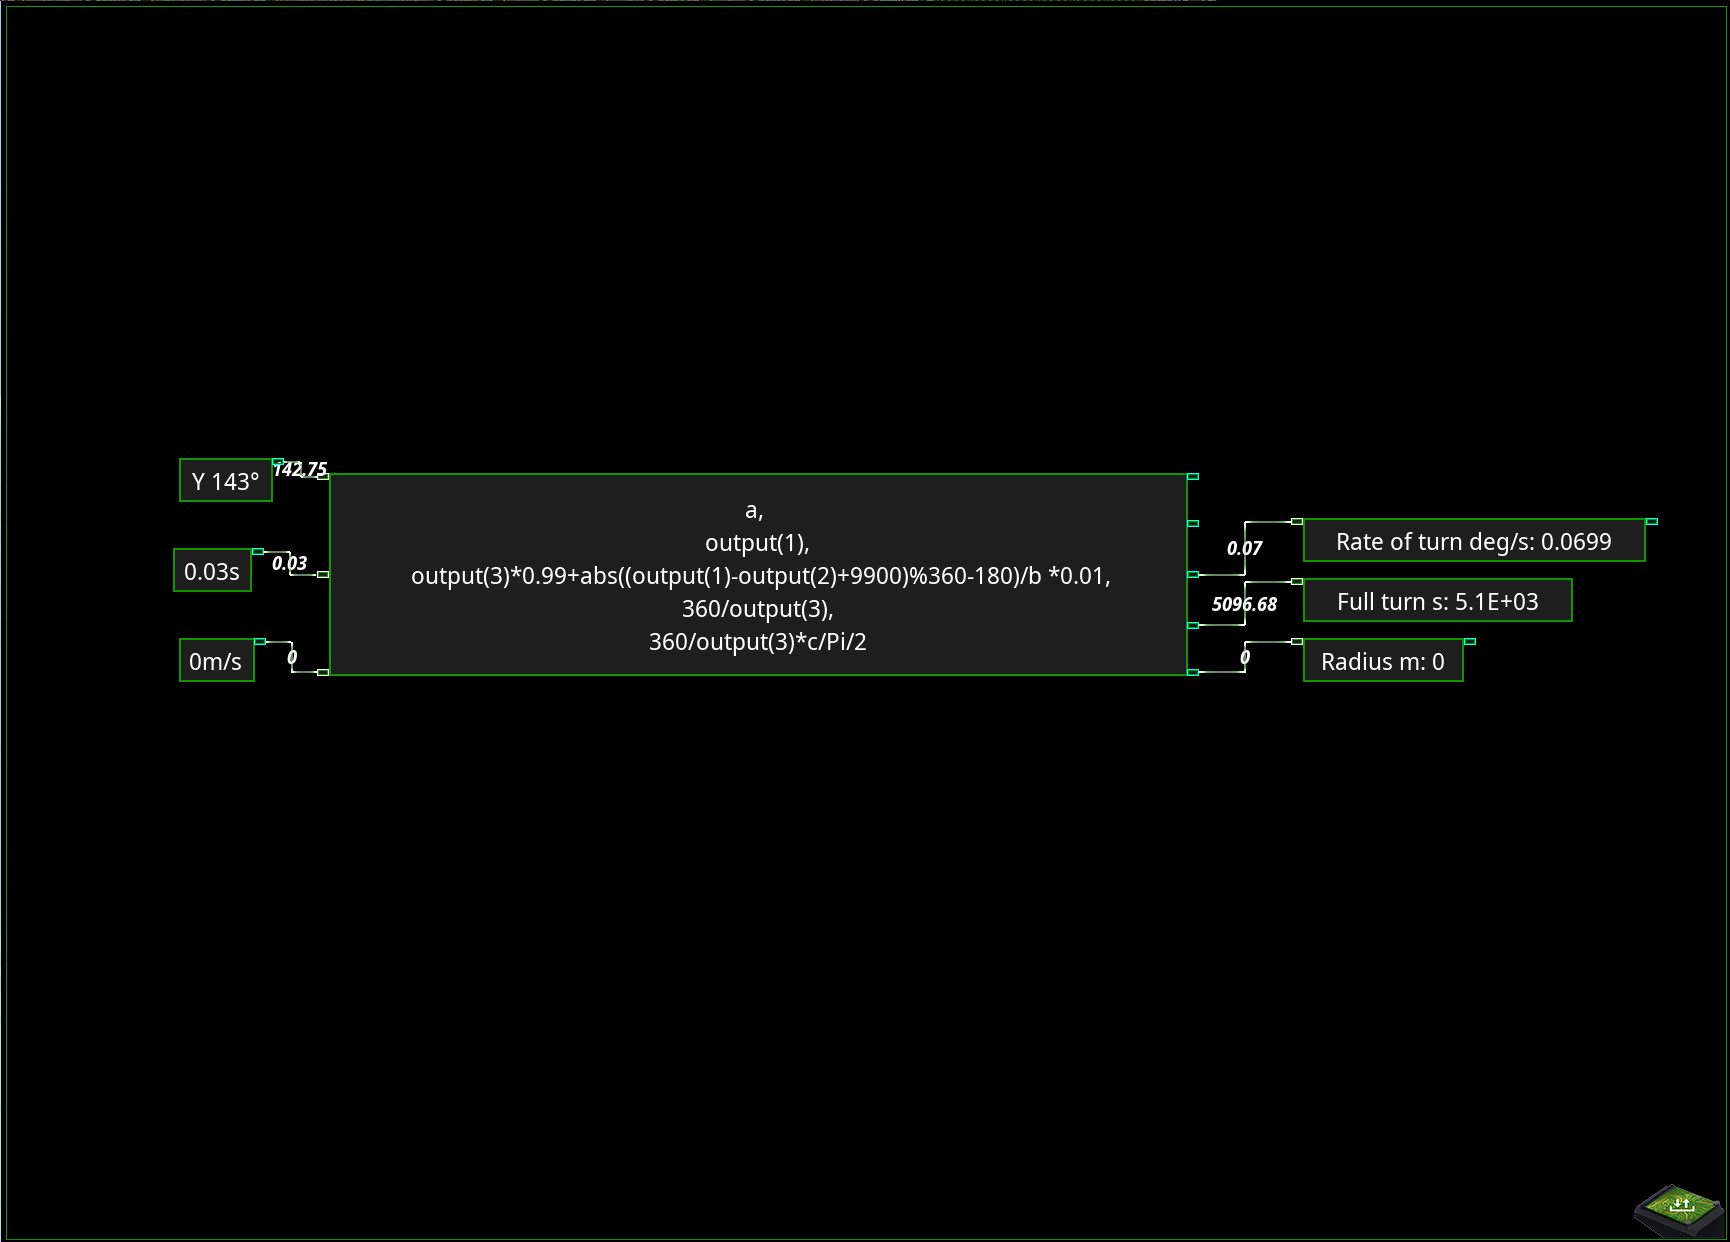 Y 143°
142.75
0.03s
0.03
0m/s
0
a,
output(1),
output(3)*0.99+abs((output(1)-output(2)+9900)%360-180)/b *0.01,
360/output(3),
360/output(3)*c/Pi/2
0.07
Rate of turn deg/s: 0.0699
5096.68
Full turn s: 5.1E+03
0
Radius m: 0